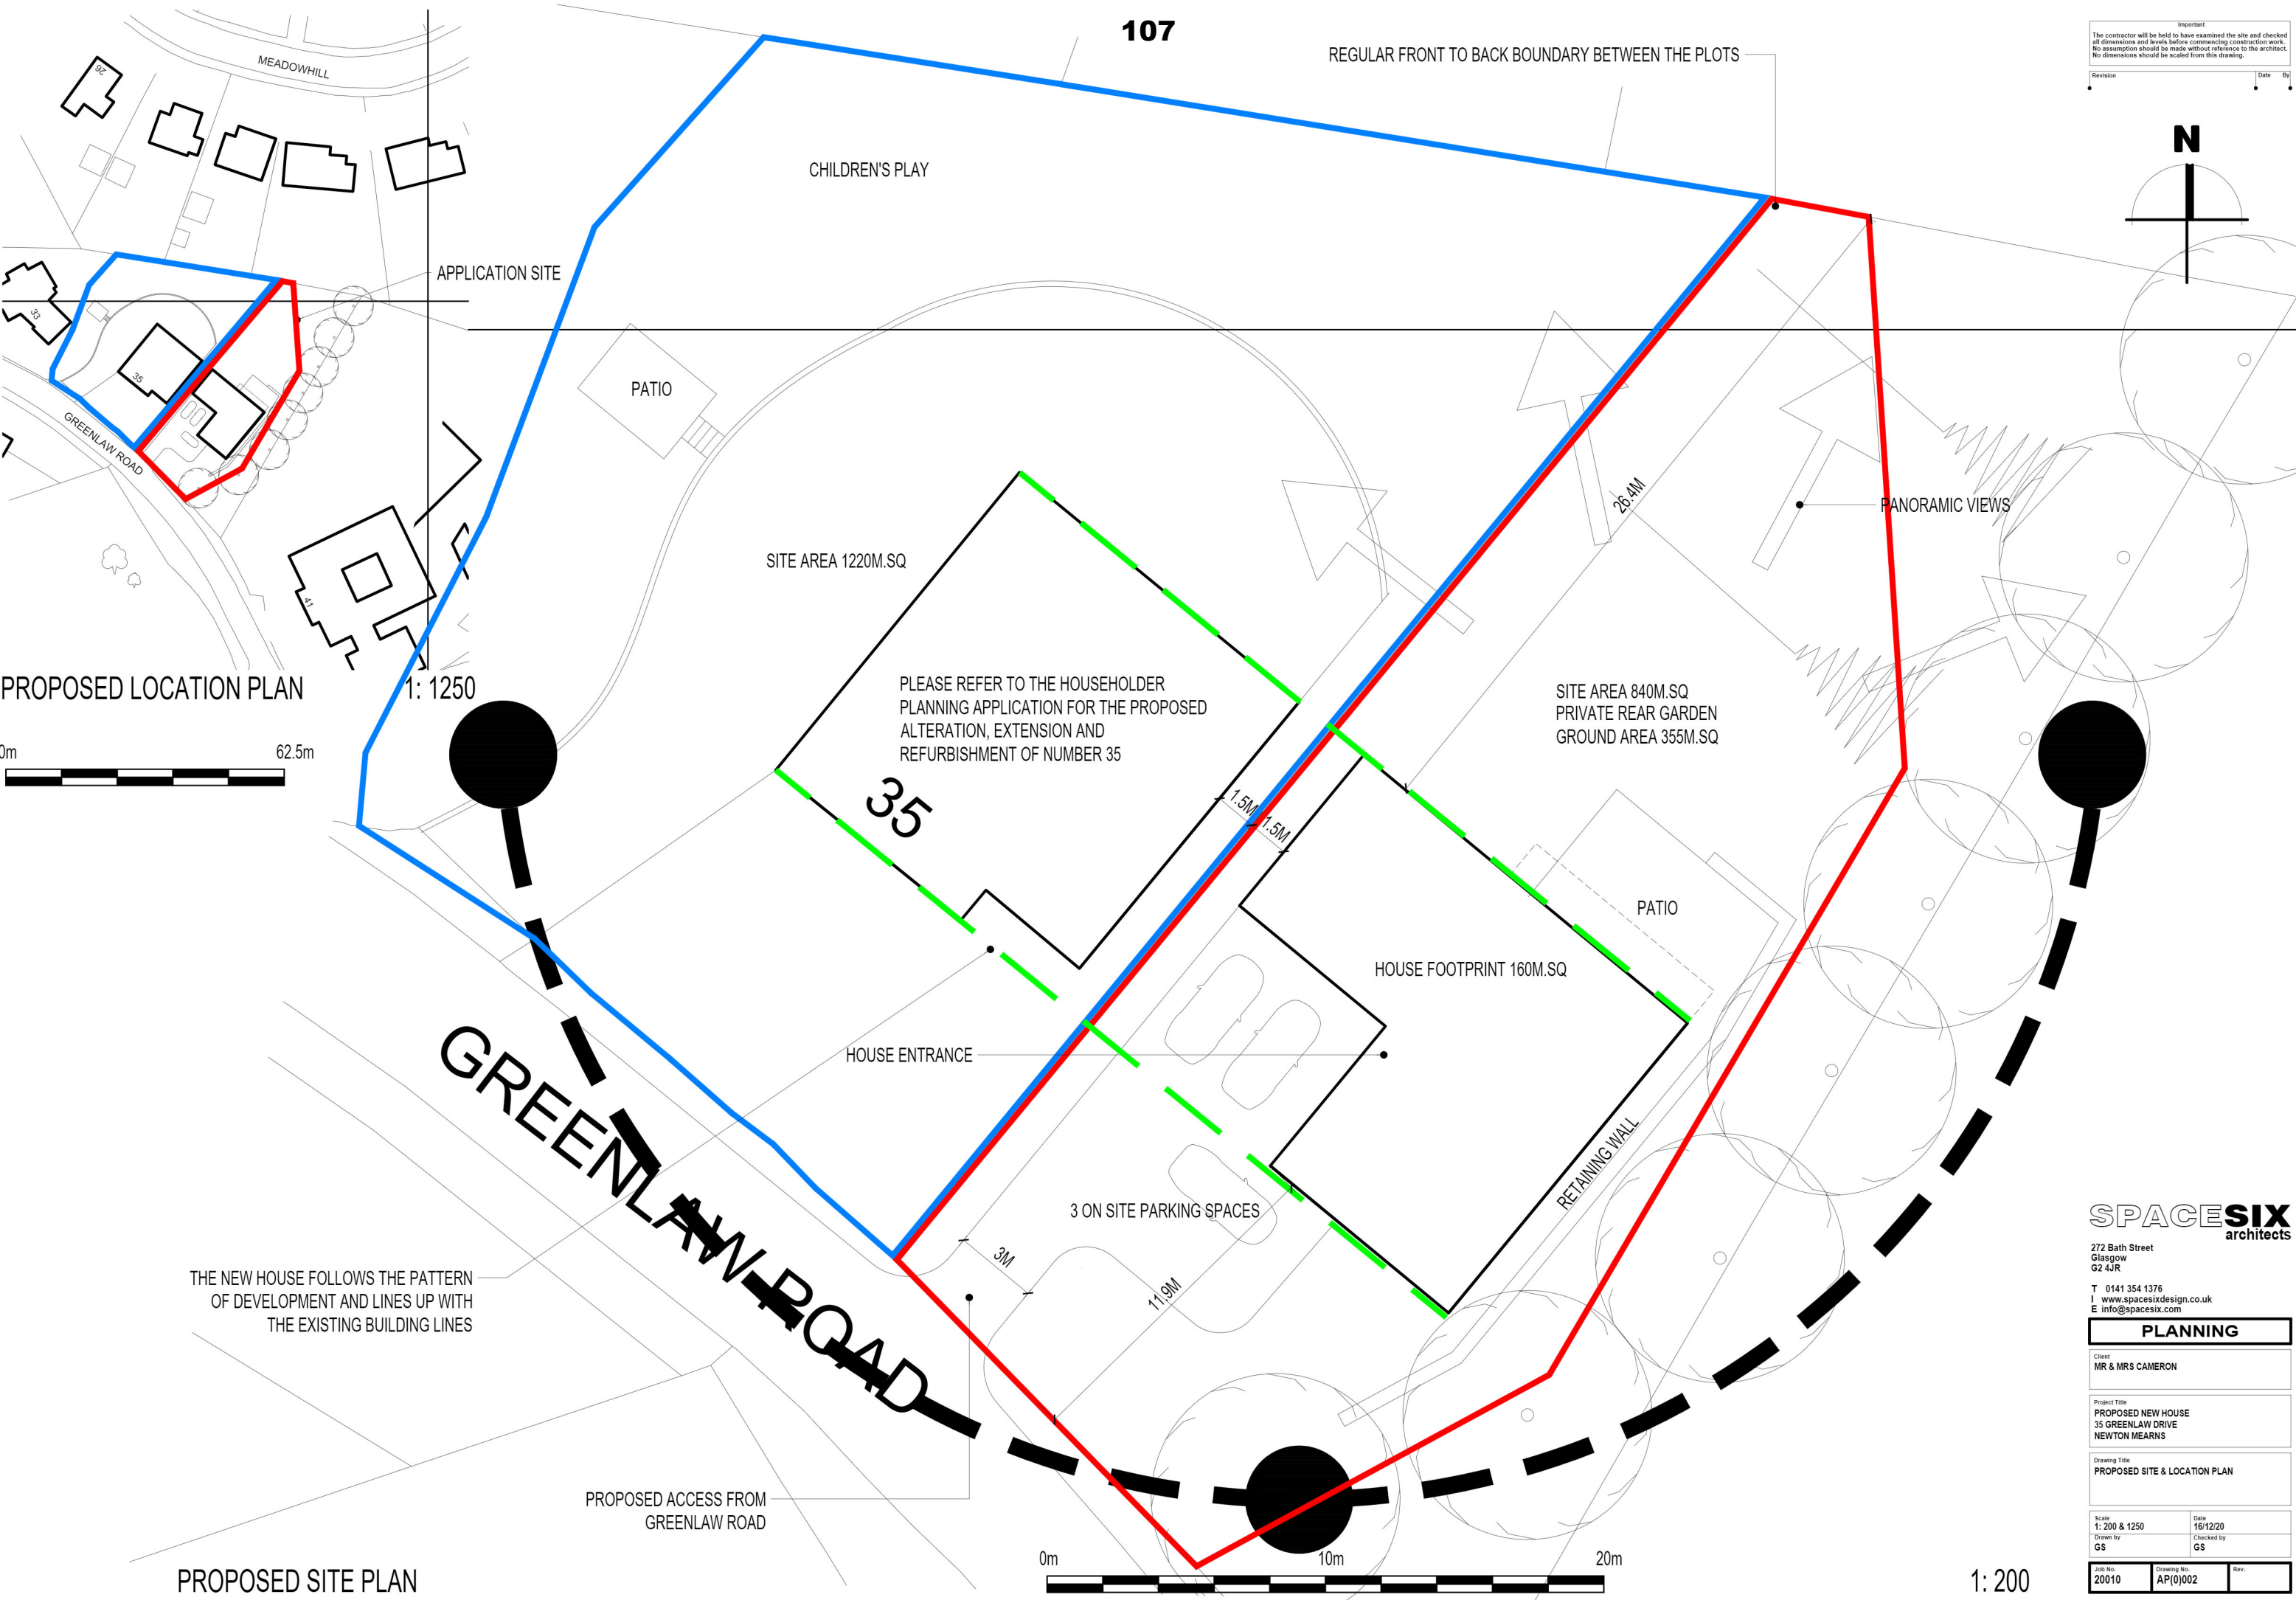 107
REGULAR FRONT TO BACK BOUNDARY BETWEEN THE PLOTS
Important
The contractor will be held to have examined the site and checked
all dimensions and levels before commencing construction work.
No assumption should be made without reference to the architect.
No dimensions should be scaled from this drawing.
Revision
Date
By
N
MEADOWHILL
26
APPLICATION SITE
33
35
GREENLAW ROAD
41
PROPOSED LOCATION PLAN
1: 1250
0m
62.5m
CHILDREN'S PLAY
PATIO
SITE AREA 1220M.SQ
PLEASE REFER TO THE HOUSEHOLDER
PLANNING APPLICATION FOR THE PROPOSED
ALTERATION, EXTENSION AND
REFURBISHMENT OF NUMBER 35
35
26.4M
PANORAMIC VIEWS
SITE AREA 840M.SQ
PRIVATE REAR GARDEN
GROUND AREA 355M.SQ
1.5M
1.5M
PATIO
HOUSE FOOTPRINT 160M.SQ
HOUSE ENTRANCE
GREENLAW ROAD
RETAINING WALL
3 ON SITE PARKING SPACES
3M
11.9M
THE NEW HOUSE FOLLOWS THE PATTERN
OF DEVELOPMENT AND LINES UP WITH
THE EXISTING BUILDING LINES
PROPOSED ACCESS FROM
GREENLAW ROAD
PROPOSED SITE PLAN
0m
10m
20m
1: 200
SPACESIX
architects
272 Bath Street
Glasgow
G2 4JR
T 0141 354 1376
I www.spacesixdesign.co.uk
E info@spacesix.com
PLANNING
Client
MR & MRS CAMERON
Project Title
PROPOSED NEW HOUSE
35 GREENLAW DRIVE
NEWTON MEARNS
Drawing Title
PROPOSED SITE & LOCATION PLAN
Scale
1: 200 & 1250
Date
16/12/20
Drawn by
GS
Checked by
GS
Job No.
20010
Drawing No.
AP(0)002
Rev.